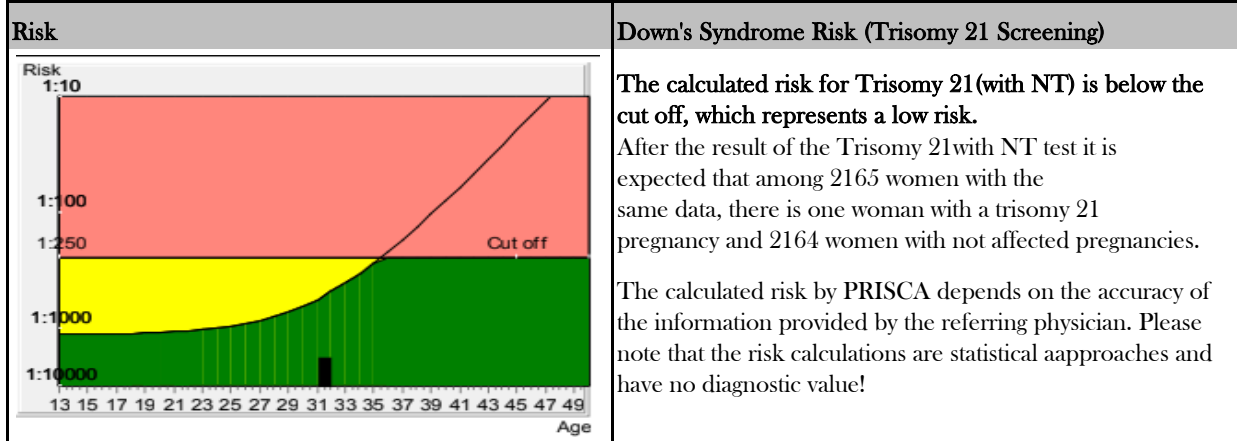 Risk
Down's Syndrome Risk (Trisomy 21 Screening)
Risk
1:10
1:100
1:250
Cut off
1:1000
1:10000
13 15 17 19 21 23 25 27 29 31 33 35 37 39 41 43 45 47 49
Age
The calculated risk for Trisomy 21(with NT) is below the
cut off, which represents a low risk.
After the result of the Trisomy 21with NT test it is
expected that among 2165 women with the
same data, there is one woman with a trisomy 21
pregnancy and 2164 women with not affected pregnancies.
The calculated risk by PRISCA depends on the accuracy of
the information provided by the referring physician. Please
note that the risk calculations are statistical aapproaches and
have no diagnostic value!